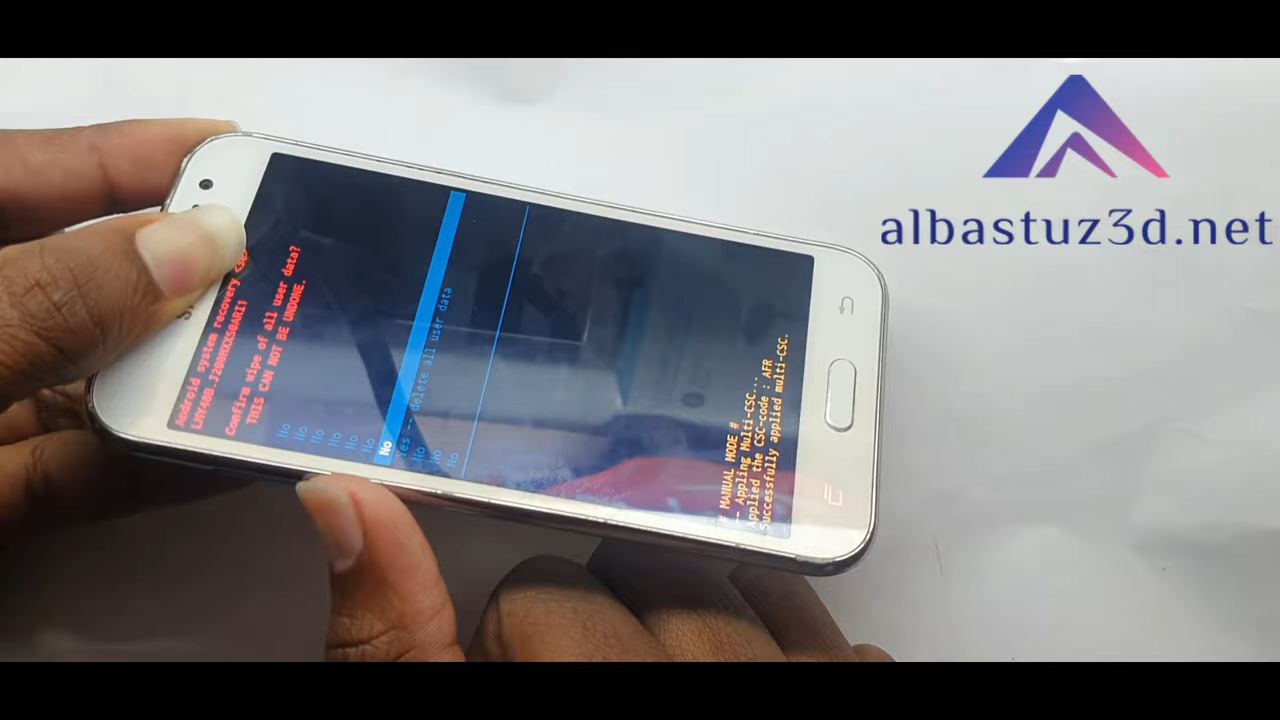 albastuz3d.net
Android system recovery
LMY48B.J200HXXS0ARI1
Confirm wipe of all user data?
THIS CAN NOT BE UNDONE.
No
No
No
No
No
No
No
Yes -- delete all user data
No
No
No
# MANUAL MODE #
-- Appling Multi-CSC...
Applied the CSC-code : AFR
Successfully applied multi-CSC.